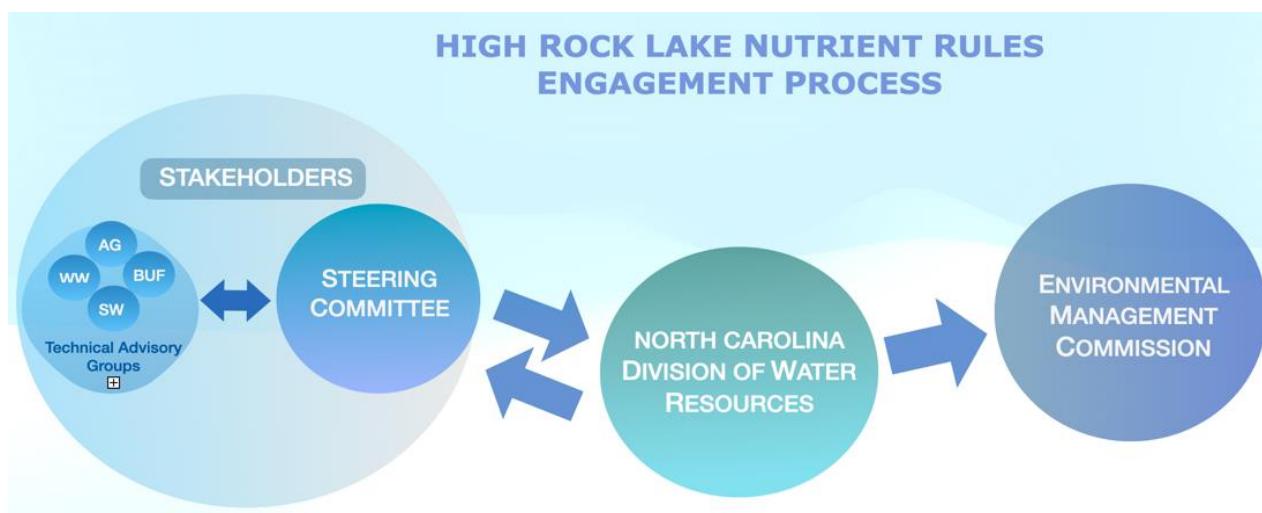 HIGH ROCK LAKE NUTRIENT RULES
ENGAGEMENT PROCESS
STAKEHOLDERS
AG
WW
BUF
SW
Technical Advisory
Groups
STEERING
COMMITTEE
NORTH CAROLINA
DIVISION OF WATER
RESOURCES
ENVIRONMENTAL
MANAGEMENT
COMMISSION